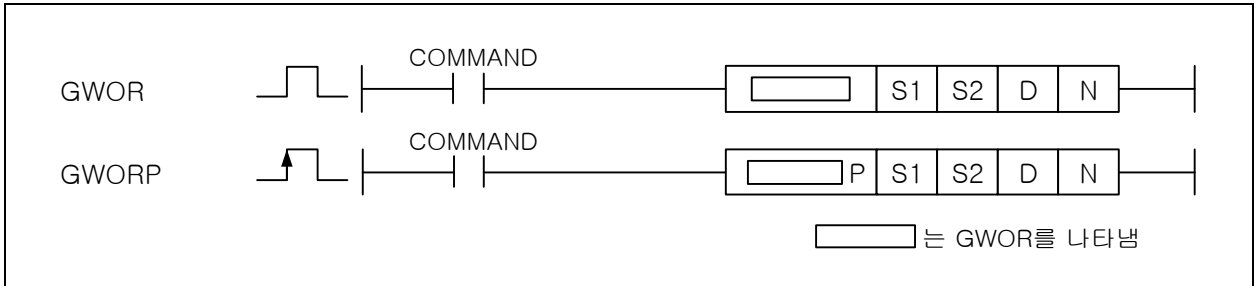 COMMAND
GWOR S1 S2 D N
COMMAND
GWORP P S1 S2 D N
는 GWOR를 나타냄